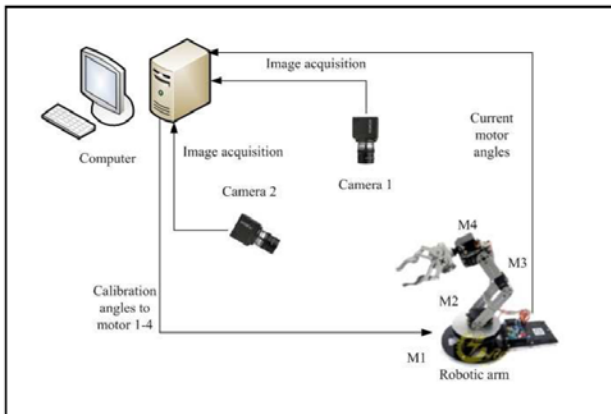 Image acquisition
Image acquisition
Computer
Camera 1
Camera 2
Current
motor
angles
M4
M3
M2
M1
Calibration
angles to
motor 1-4
Robotic arm